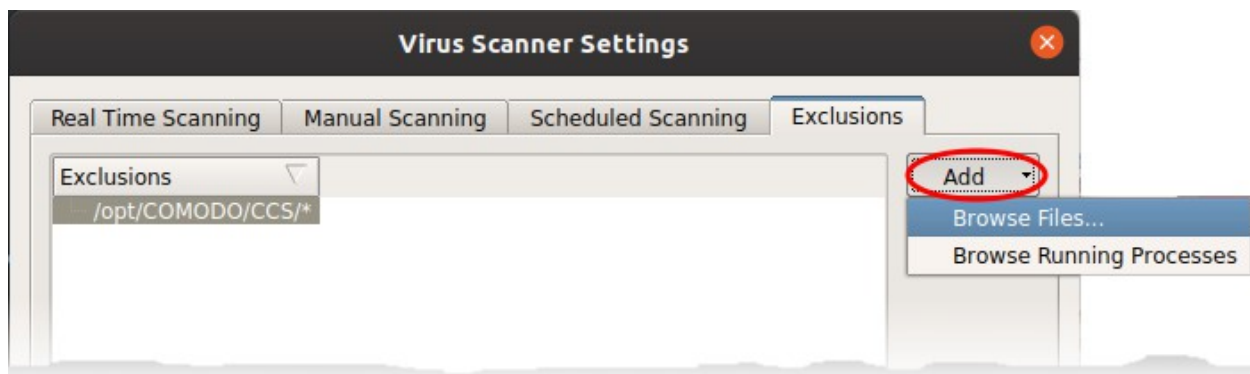 Virus Scanner Settings
Real Time Scanning Manual Scanning Scheduled Scanning Exclusions
Exclusions Add
/opt/COMODO/CCS/*
Browse Files...
Browse Running Processes